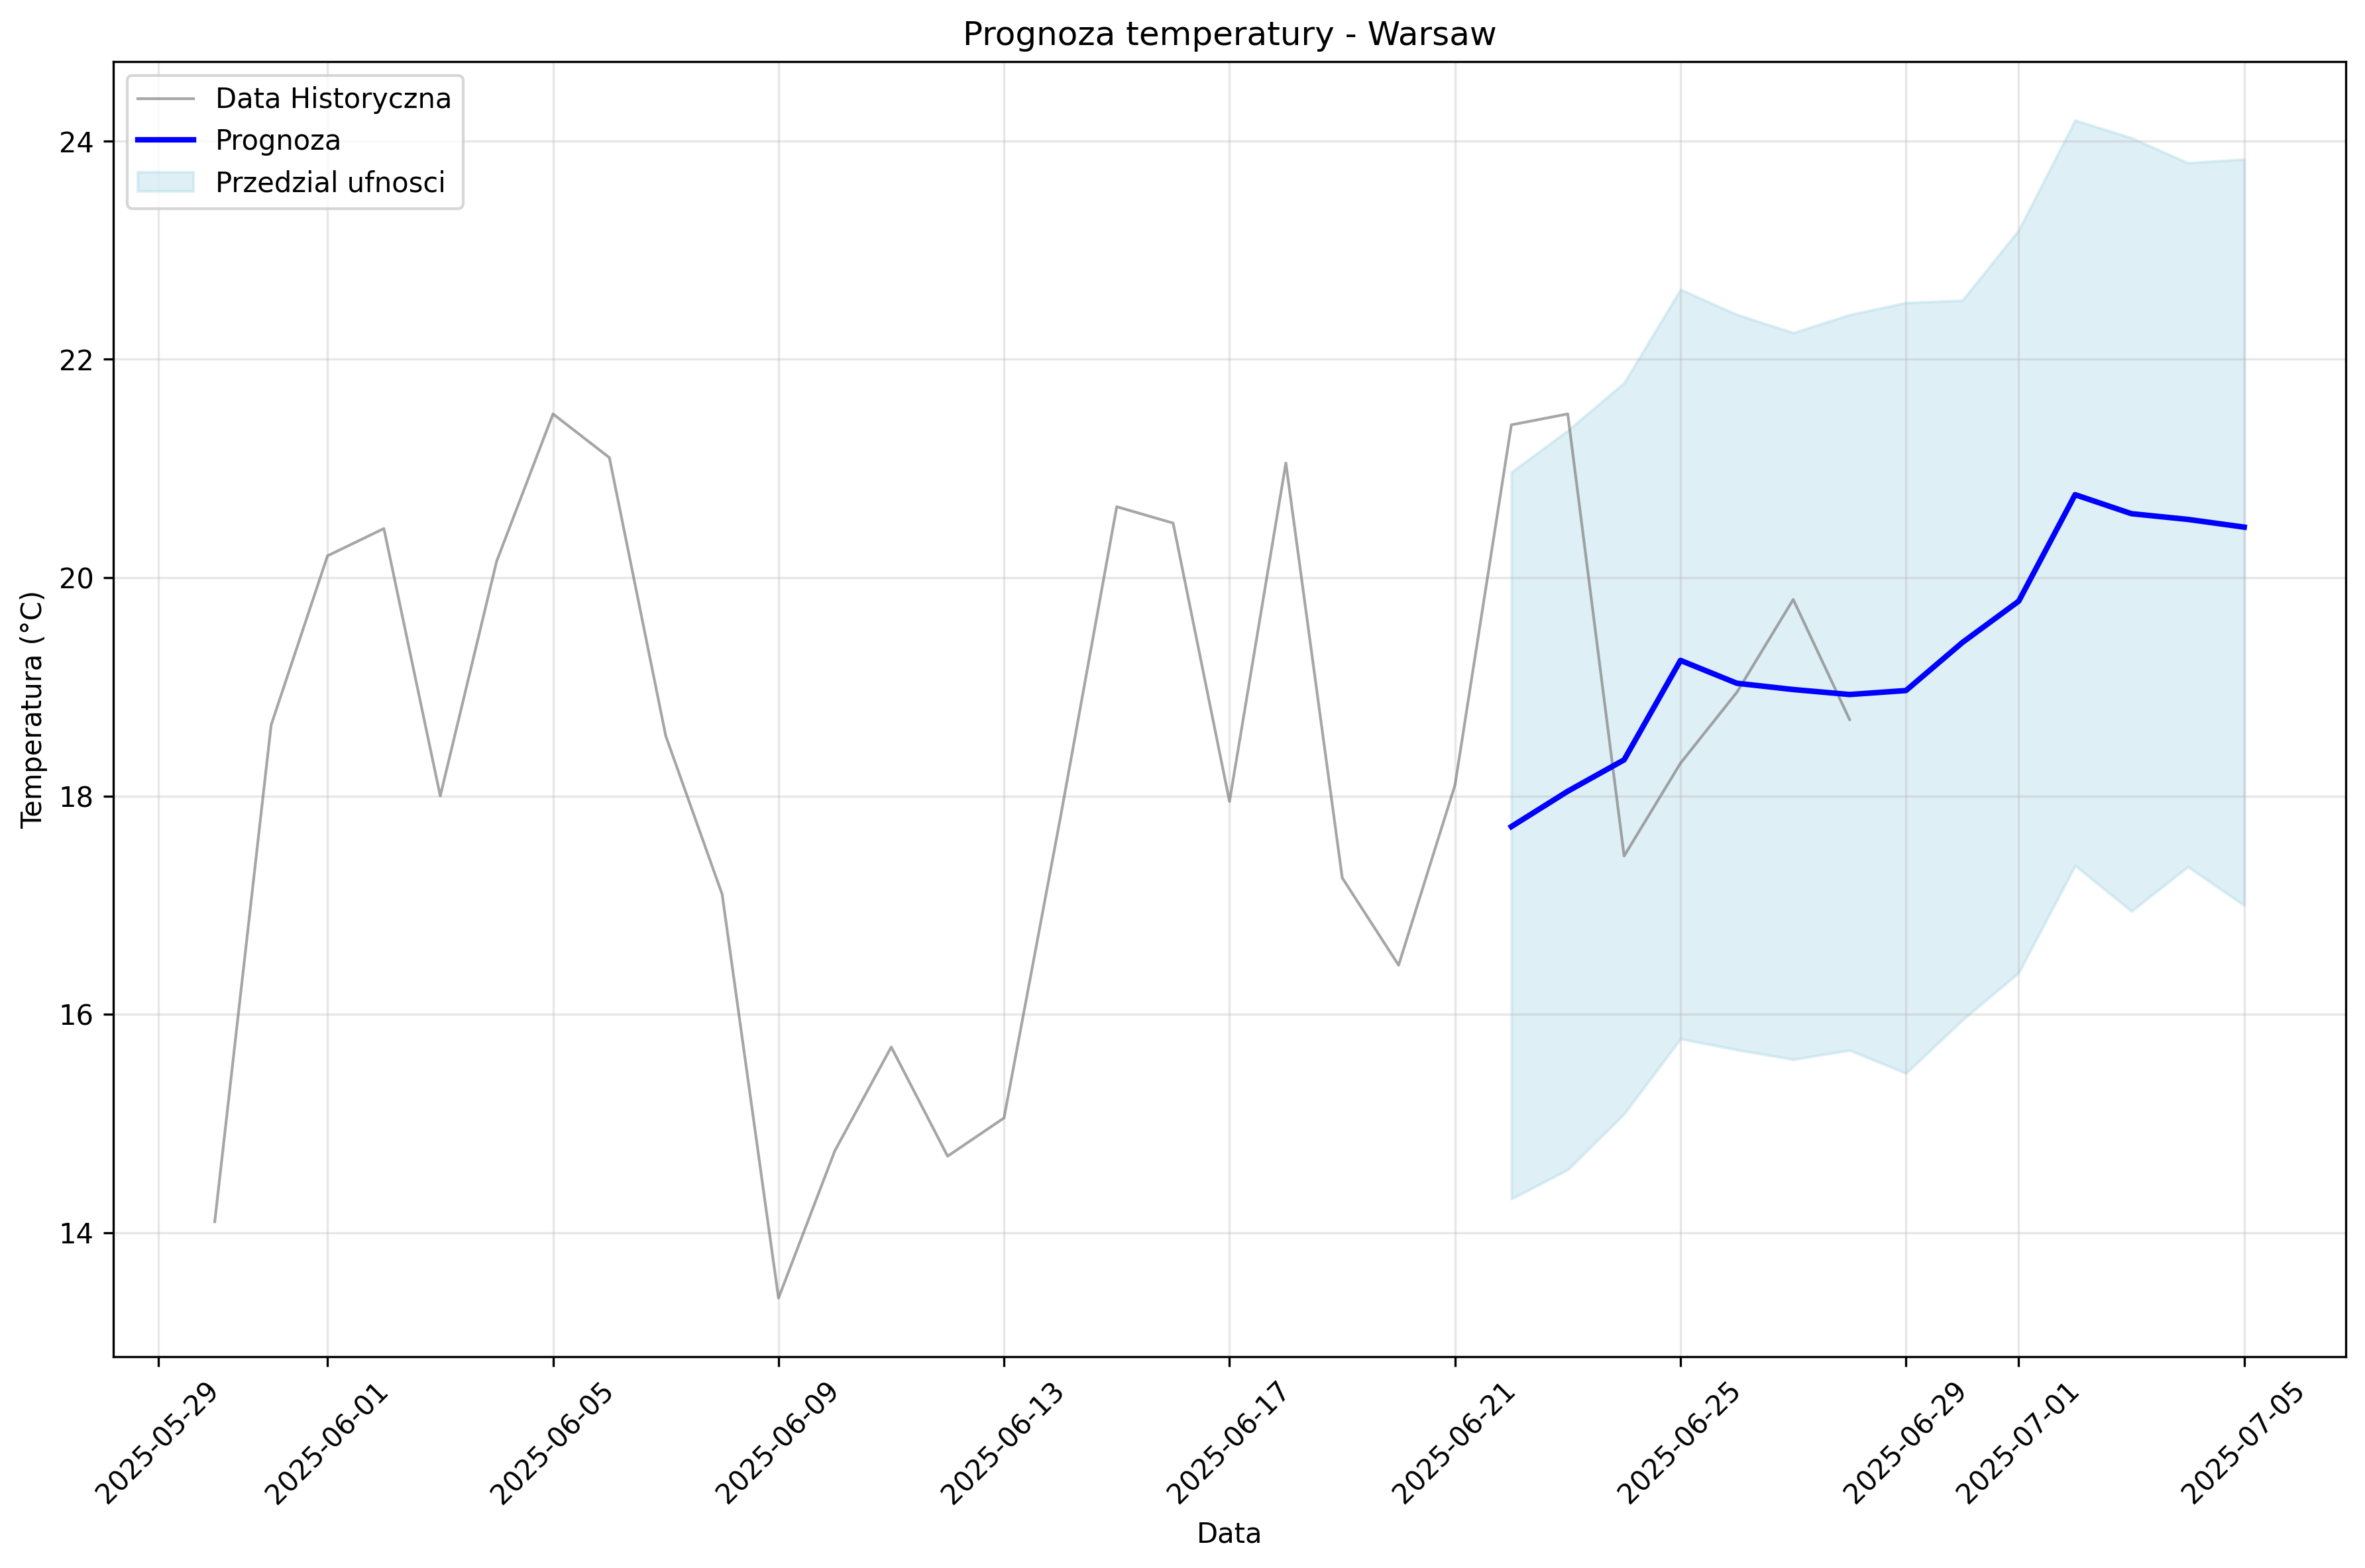 Prognoza temperatury - Warsaw
Data Historyczna
Prognoza
Przedzial ufnosci
Temperatura (°C)
24
22
20
18
16
14
2025-05-29
2025-06-01
2025-06-05
2025-06-09
2025-06-13
2025-06-17
2025-06-21
2025-06-25
2025-06-29
2025-07-01
2025-07-05
Data